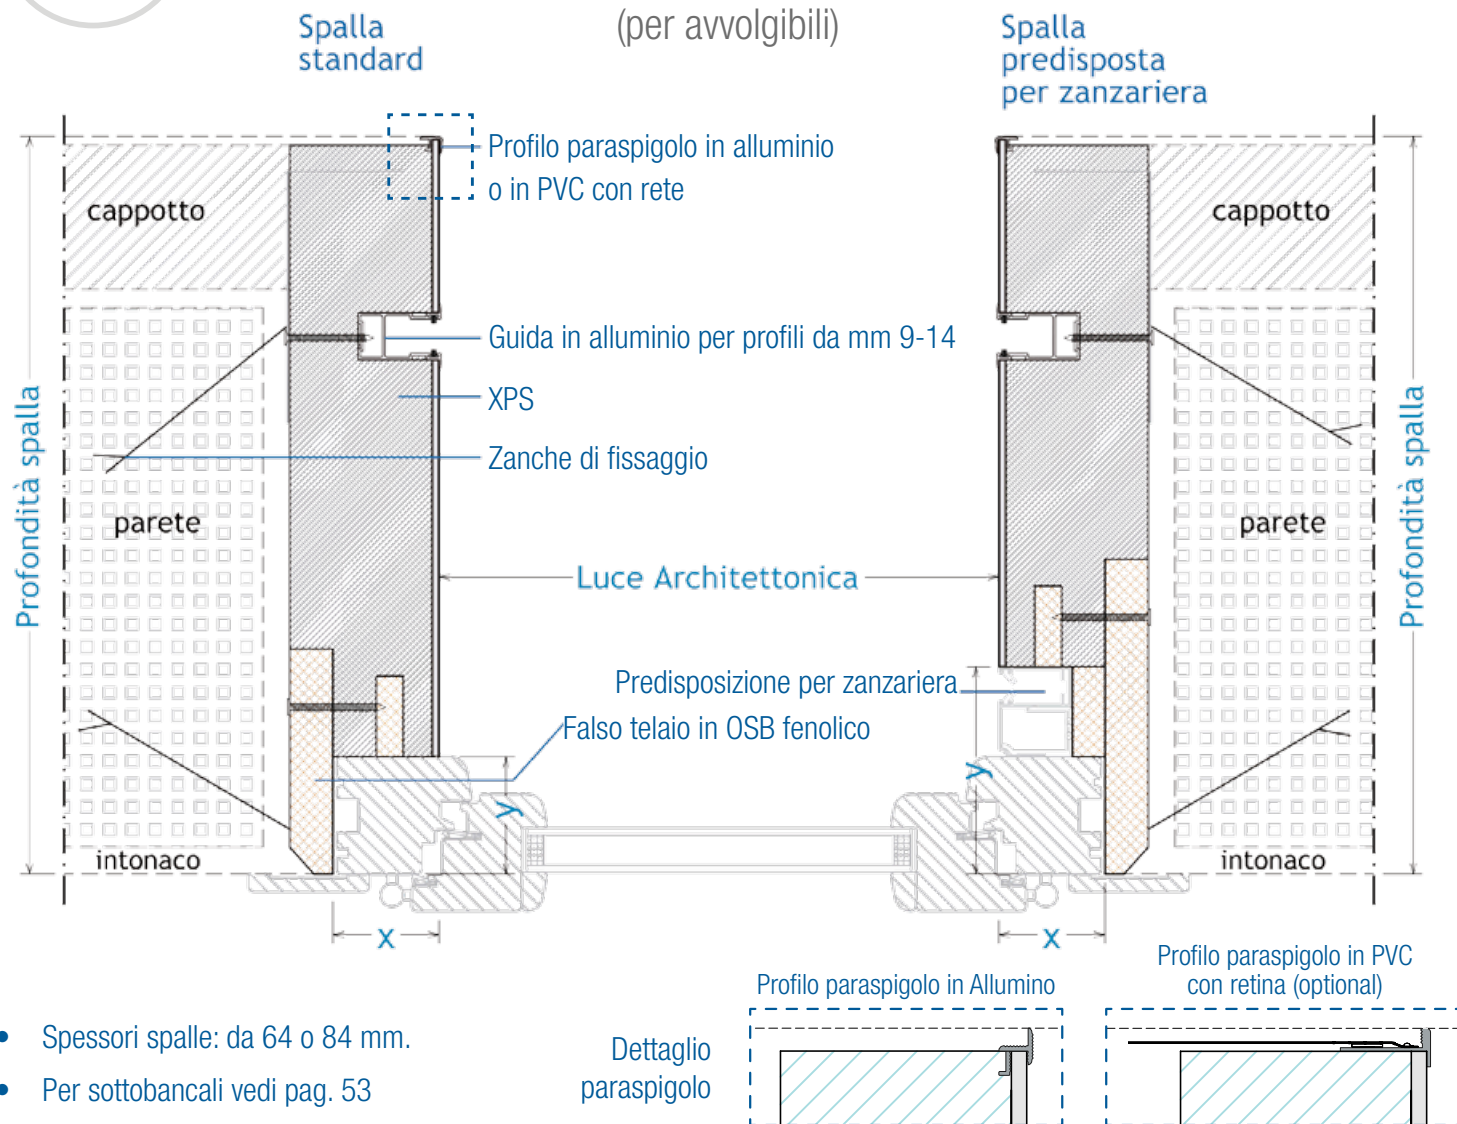 (per avvolgibili)
Spalla
standard
Spalla
predisposta
per zanzariera
Profilo paraspigolo in alluminio
o in PVC con rete
cappotto
cappotto
Guida in alluminio per profili da mm 9-14
XPS
Zanche di fissaggio
Profondità spalla
Profondità spalla
parete
parete
Luce Architettonica
Predisposizione per zanzariera
Falso telaio in OSB fenolico
y
y
intonaco
intonaco
x
x
Profilo paraspigolo in Allumino
Profilo paraspigolo in PVC
con retina (optional)
• Spessori spalle: da 64 o 84 mm.
• Per sottobancali vedi pag. 53
Dettaglio
paraspigolo